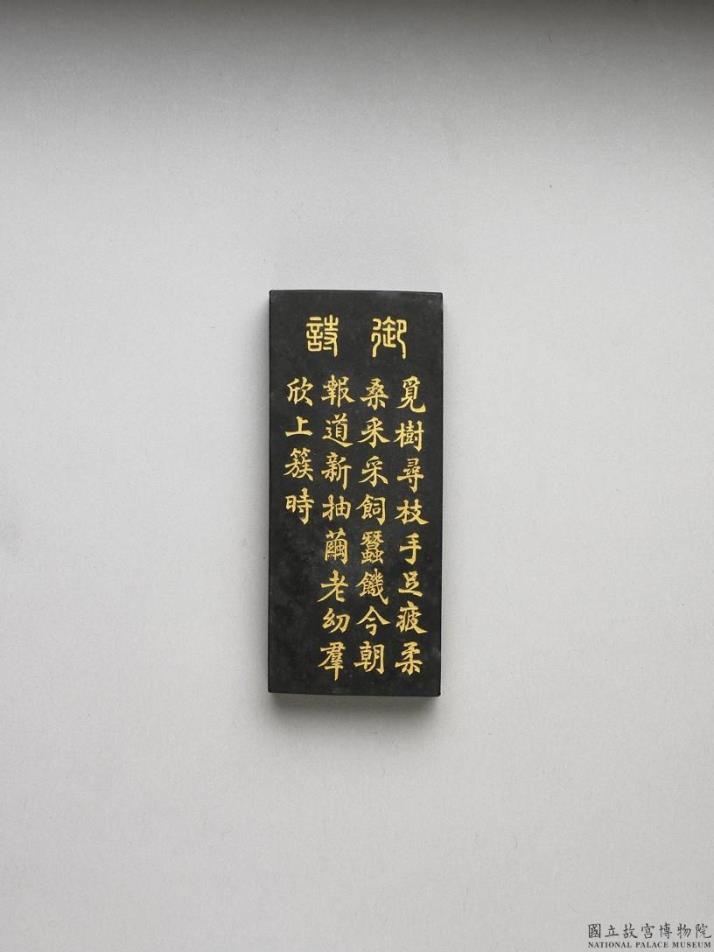 御詩
覓樹尋枝手足疲柔
桑采采飼蠶饑今朝
報道新抽繭老幼羣
欣上簇時
國立故宮博物院
NATIONAL PALACE MUSEUM